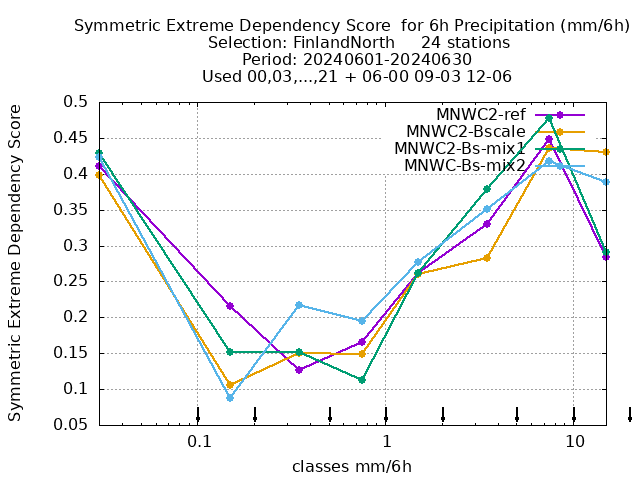 Symmetric Extreme Dependency Score  for 6h Precipitation (mm/6h)
Selection: FinlandNorth     24 stations
Period: 20240601-20240630
Used 00,03,...,21 + 06-00 09-03 12-06
Symmetric Extreme Dependency Score
0.5
0.45
0.4
0.35
0.3
0.25
0.2
0.15
0.1
0.05
MNWC2-ref
MNWC2-Bscale
MNWC2-Bs-mix1
MNWC-Bs-mix2
0.1
1
10
classes mm/6h